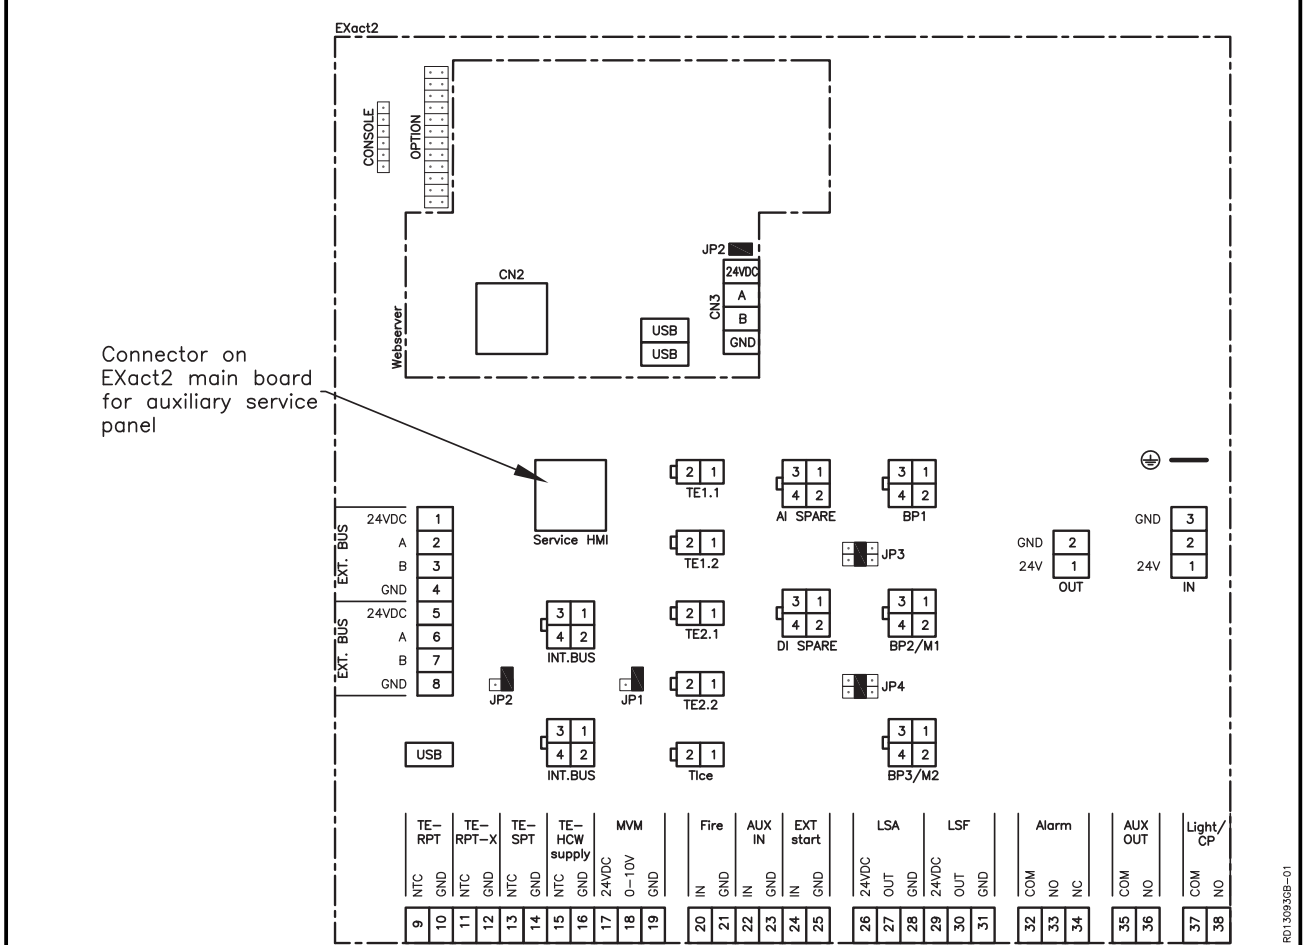 EXact2
CONSOLE
OPTION
JP2
24VDC
A
B
GND
CN3
CN2
USB
USB
Webserver
Connector on
EXact2 main board
for auxiliary service
panel
Service HMI
2 1
TE1.1
3 1
4 2
AI SPARE
3 1
4 2
BP1
EXT. BUS
24VDC 1
A 2
B 3
GND 4
EXT. BUS
24VDC 5
A 6
B 7
GND 8
2 1
TE1.2
JP3
GND 2
24V 1
OUT
GND 3
2
24V 1
IN
3 1
4 2
INT.BUS
2 1
TE2.1
3 1
4 2
DI SPARE
3 1
4 2
BP2/M1
JP2
JP1
2 1
TE2.2
JP4
USB
3 1
4 2
INT.BUS
2 1
TIce
3 1
4 2
BP3/M2
TE-
RPT
NTC GND
9 10
TE-
RPT-X
NTC GND
11 12
TE-
SPT
NTC GND
13 14
TE-
HCW
supply
NTC GND
15 16
MVM
24VDC 0-10V GND
17 18 19
Fire
IN GND
20 21
AUX
IN
IN GND
22 23
EXT
start
IN GND
24 25
LSA
24VDC OUT GND
26 27 28
LSF
24VDC OUT GND
29 30 31
Alarm
COM NO NC
32 33 34
AUX
OUT
COM NO
35 36
Light/
CP
COM NO
37 38
RD13093GB-01